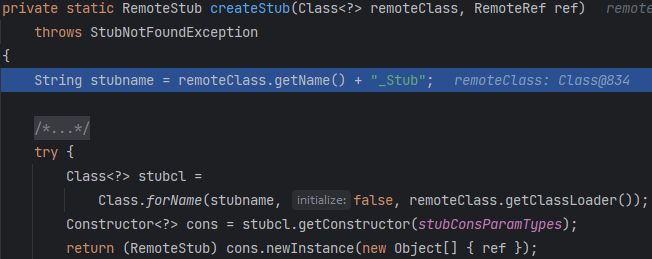 private static RemoteStub createStub(Class<?> remoteClass, RemoteRef ref)   remote
    throws StubNotFoundException
{
    String stubname = remoteClass.getName() + "_Stub";   remoteClass: Class@834
    /*...*/
    try {
        Class<?> stubcl =
            Class.forName(stubname, initialize: false, remoteClass.getClassLoader());
        Constructor<?> cons = stubcl.getConstructor(stubConsParamTypes);
        return (RemoteStub) cons.newInstance(new Object[] { ref });